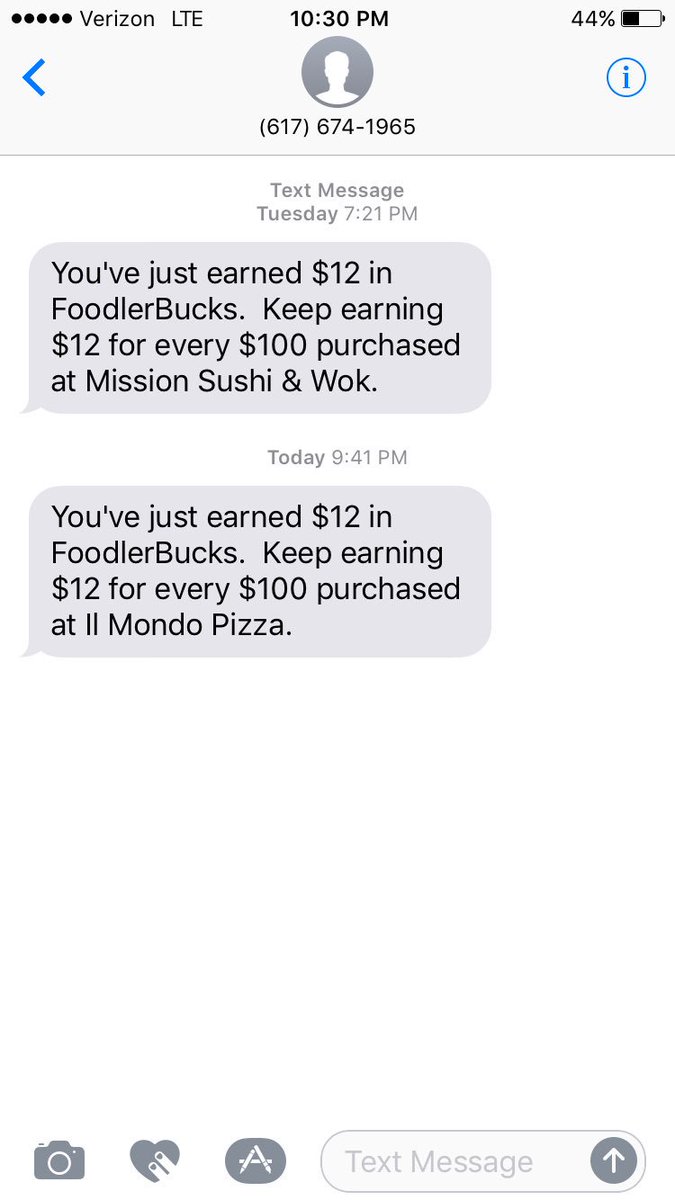 Verizon LTE 10:30 PM 44%
(617) 674-1965
Text Message
Tuesday 7:21 PM
You've just earned $12 in
FoodlerBucks.  Keep earning
$12 for every $100 purchased
at Mission Sushi & Wok.
Today 9:41 PM
You've just earned $12 in
FoodlerBucks.  Keep earning
$12 for every $100 purchased
at Il Mondo Pizza.
Text Message